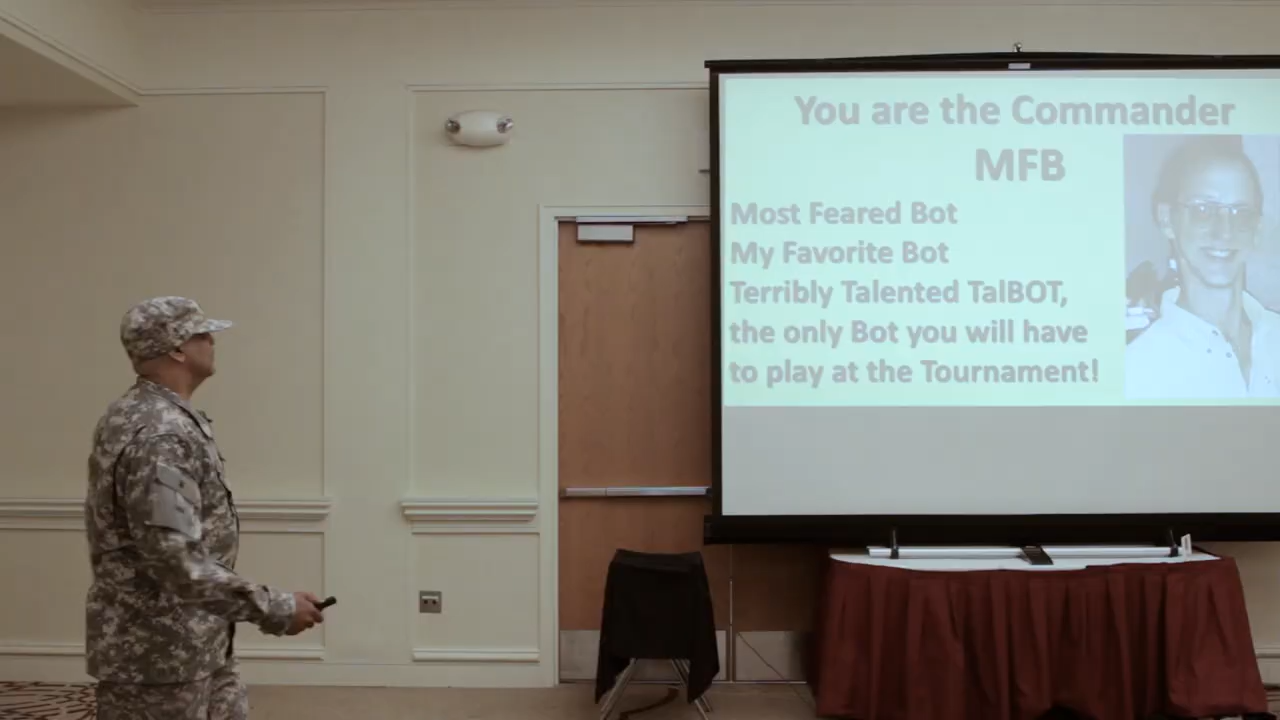 You are the Commander
MFB
Most Feared Bot
My Favorite Bot
Terribly Talented TalBOT,
the only Bot you will have
to play at the Tournament!